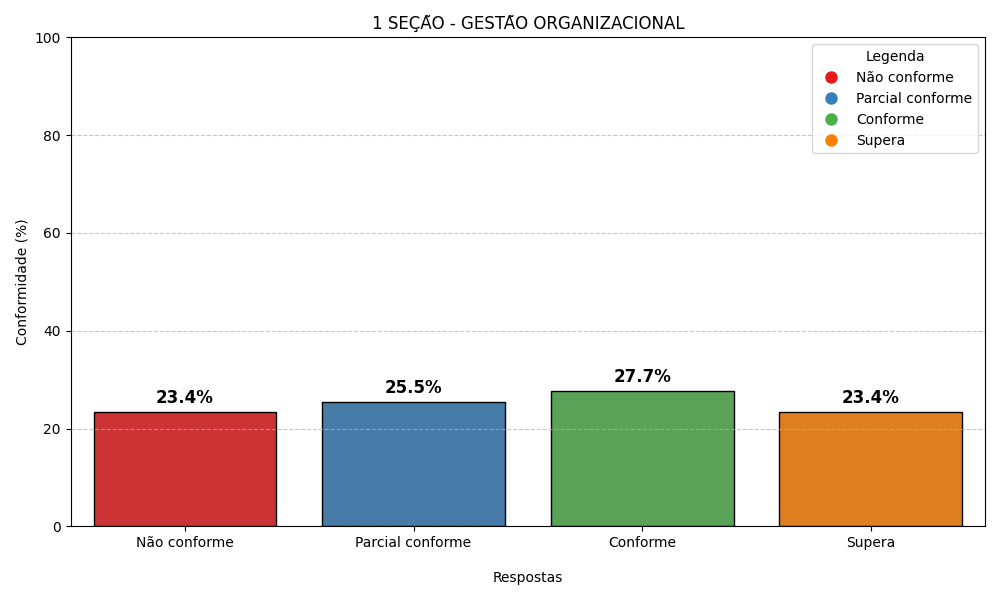 1 SEÇÃO - GESTÃO ORGANIZACIONAL
Conformidade (%)
100
80
60
40
20
0
Legenda
Não conforme
Parcial conforme
Conforme
Supera
23.4%
25.5%
27.7%
23.4%
Não conforme
Parcial conforme
Conforme
Supera
Respostas